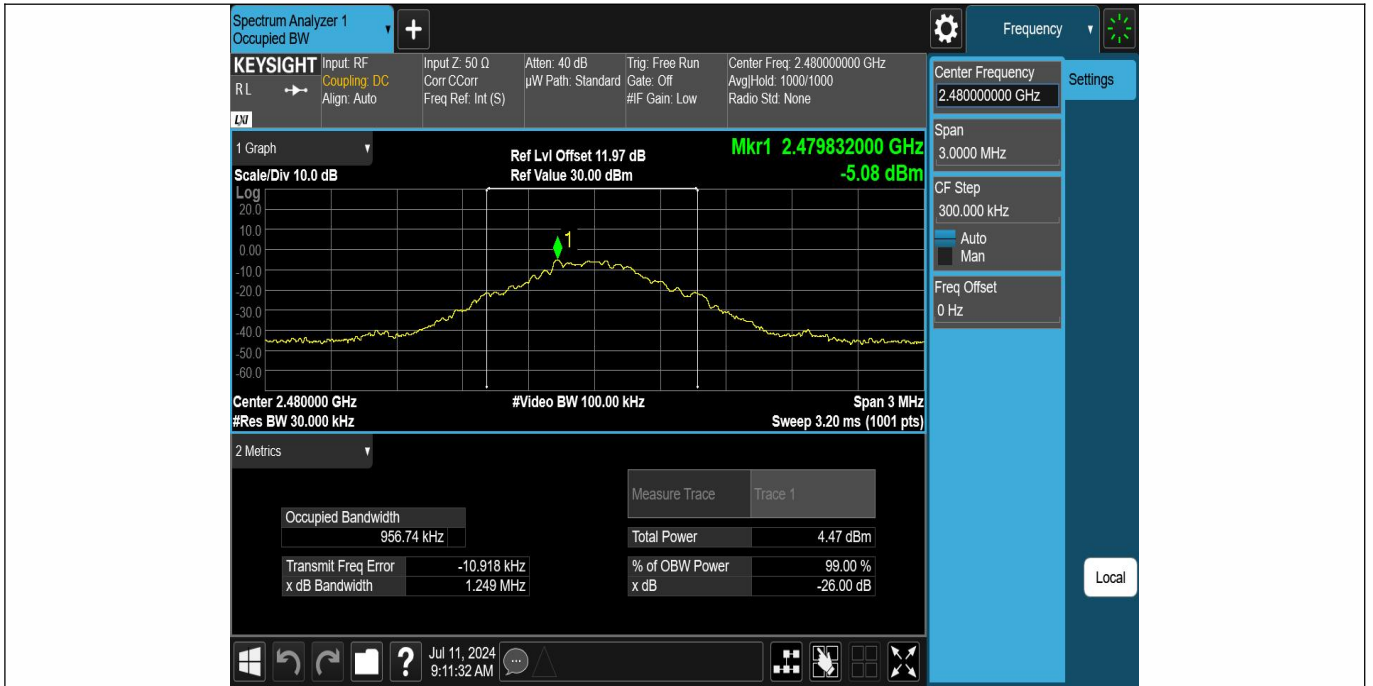 Spectrum Analyzer 1
Occupied BW
+
Frequency
KEYSIGHT
RL
LXI
Input: RF
Coupling: DC
Align: Auto
Input Z: 50 Ω
Corr CCorr
Freq Ref: Int (S)
Atten: 40 dB
µW Path: Standard
Trig: Free Run
Gate: Off
#IF Gain: Low
Center Freq: 2.480000000 GHz
Avg|Hold: 1000/1000
Radio Std: None
Center Frequency
2.480000000 GHz
Settings
Span
3.0000 MHz
CF Step
300.000 kHz
Auto
Man
Freq Offset
0 Hz
Local
1 Graph
Scale/Div 10.0 dB
Ref Lvl Offset 11.97 dB
Ref Value 30.00 dBm
Mkr1 2.479832000 GHz
-5.08 dBm
Log
20.0
10.0
0.00
-10.0
-20.0
-30.0
-40.0
-50.0
-60.0
1
Center 2.480000 GHz
#Video BW 100.00 kHz
Span 3 MHz
#Res BW 30.000 kHz
Sweep 3.20 ms (1001 pts)
2 Metrics
Measure Trace Trace 1
Occupied Bandwidth
956.74 kHz
Total Power 4.47 dBm
Transmit Freq Error -10.918 kHz
% of OBW Power 99.00 %
x dB Bandwidth 1.249 MHz
x dB -26.00 dB
?
Jul 11, 2024
9:11:32 AM